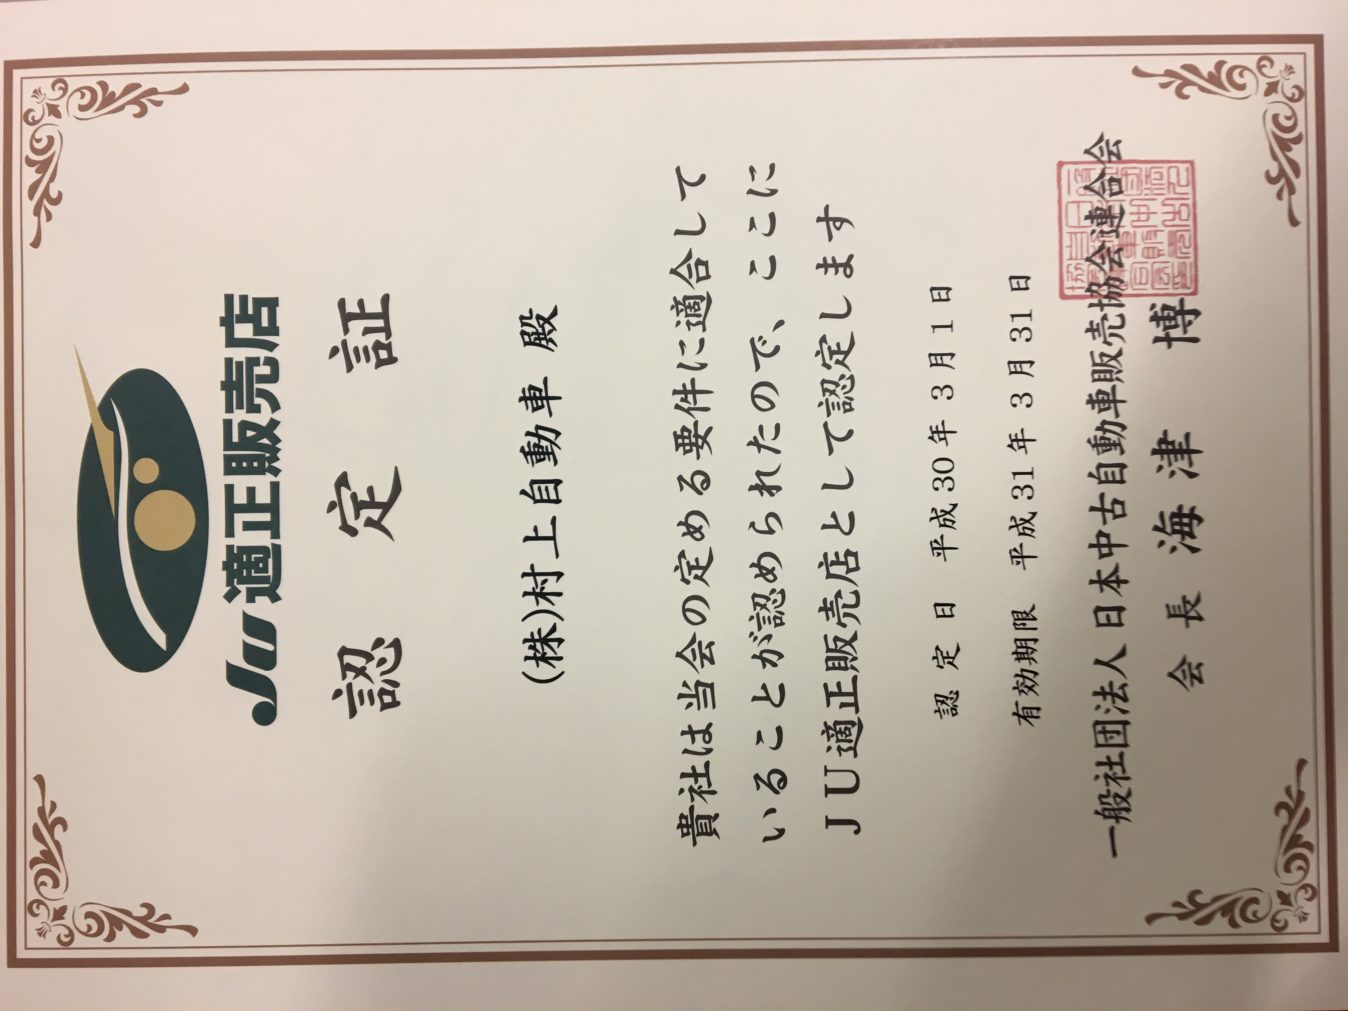 JU適正販売店
認定証
(株)村上自動車 殿
貴社は当会の定める要件に適合して
いることが認められたので、ここに
JU適正販売店として認定します
認定日 平成30年3月1日
有効期限 平成31年3月31日
一般社団法人日本中古自動車販売協会連合会
会長 海津 博